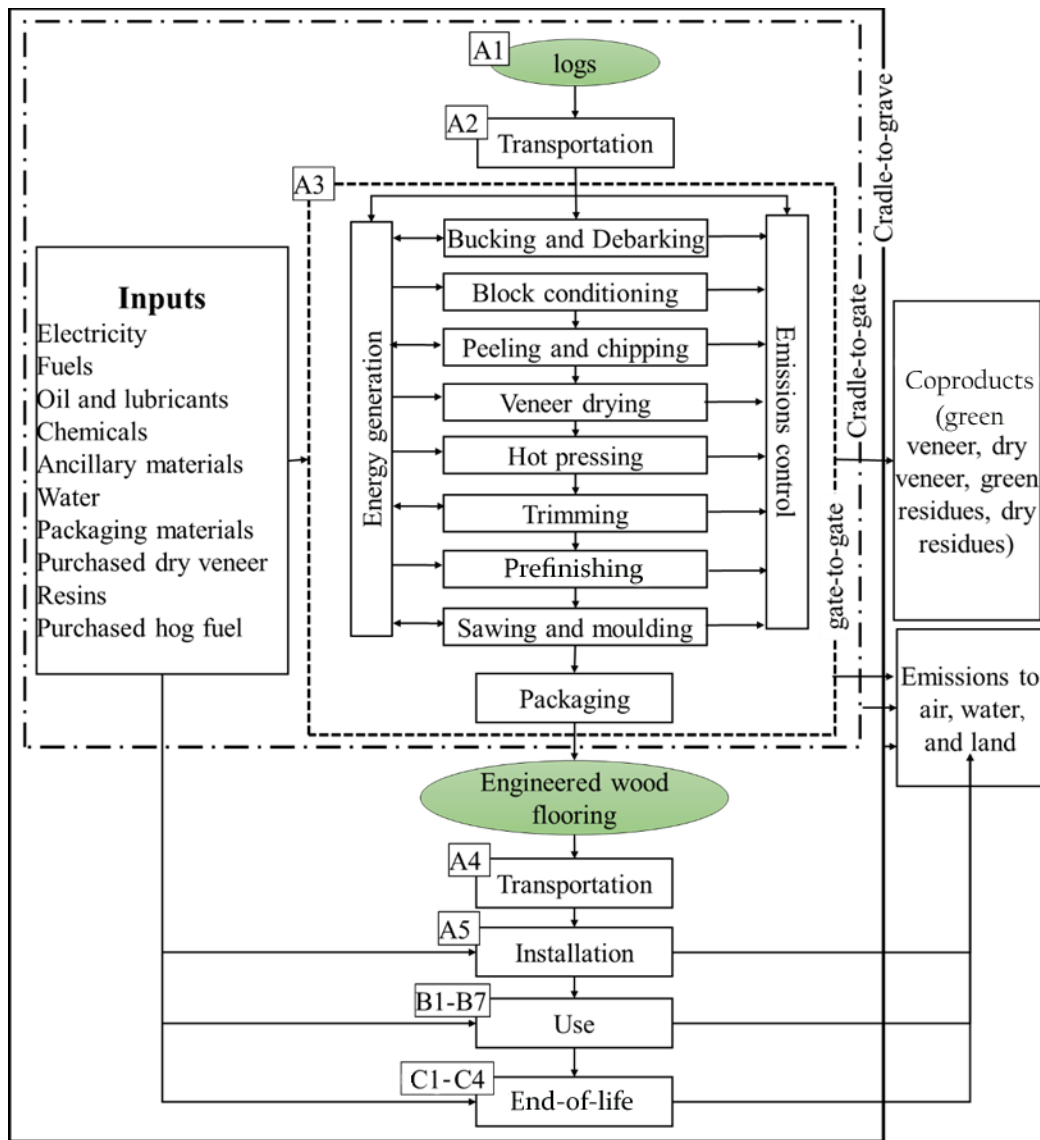 A1
logs
A2
Transportation
A3
Bucking and Debarking
Block conditioning
Peeling and chipping
Veneer drying
Hot pressing
Trimming
Prefinishing
Sawing and moulding
Packaging
Energy generation
Emissions control
Inputs
Electricity
Fuels
Oil and lubricants
Chemicals
Ancillary materials
Water
Packaging materials
Purchased dry veneer
Resins
Purchased hog fuel
gate-to-gate
Cradle-to-gate
Cradle-to-grave
Coproducts
(green
veneer, dry
veneer, green
residues, dry
residues)
Emissions to
air, water,
and land
Engineered wood
flooring
A4
Transportation
A5
Installation
B1-B7
Use
C1-C4
End-of-life